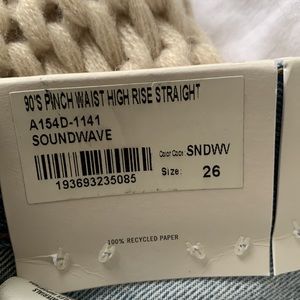 90'S PINCH WAIST HIGH RISE STRAIGHT
A154D-1141
SOUNDWAVE
Color Code: SNDWV
193693235085
Size: 26
100% RECYCLED PAPER